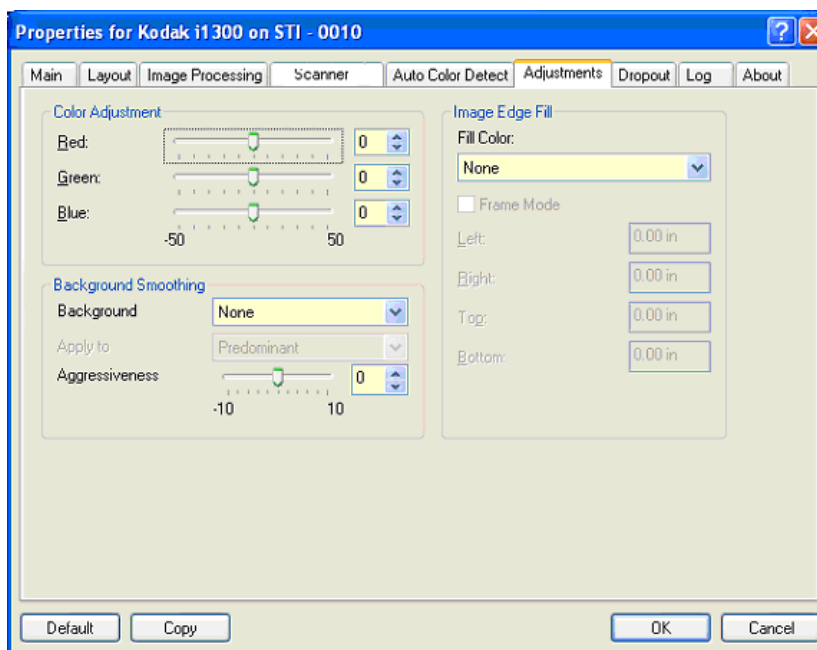 Properties for Kodak i1300 on STI - 0010
Main Layout Image Processing Scanner Auto Color Detect Adjustments Dropout Log About
Color Adjustment
Red: 0
Green: 0
Blue: 0
-50 50
Background Smoothing
Background None
Apply to Predominant
Aggressiveness 0
-10 10
Image Edge Fill
Fill Color:
None
Frame Mode
Left: 0.00 in
Right: 0.00 in
Top: 0.00 in
Bottom: 0.00 in
Default Copy OK Cancel